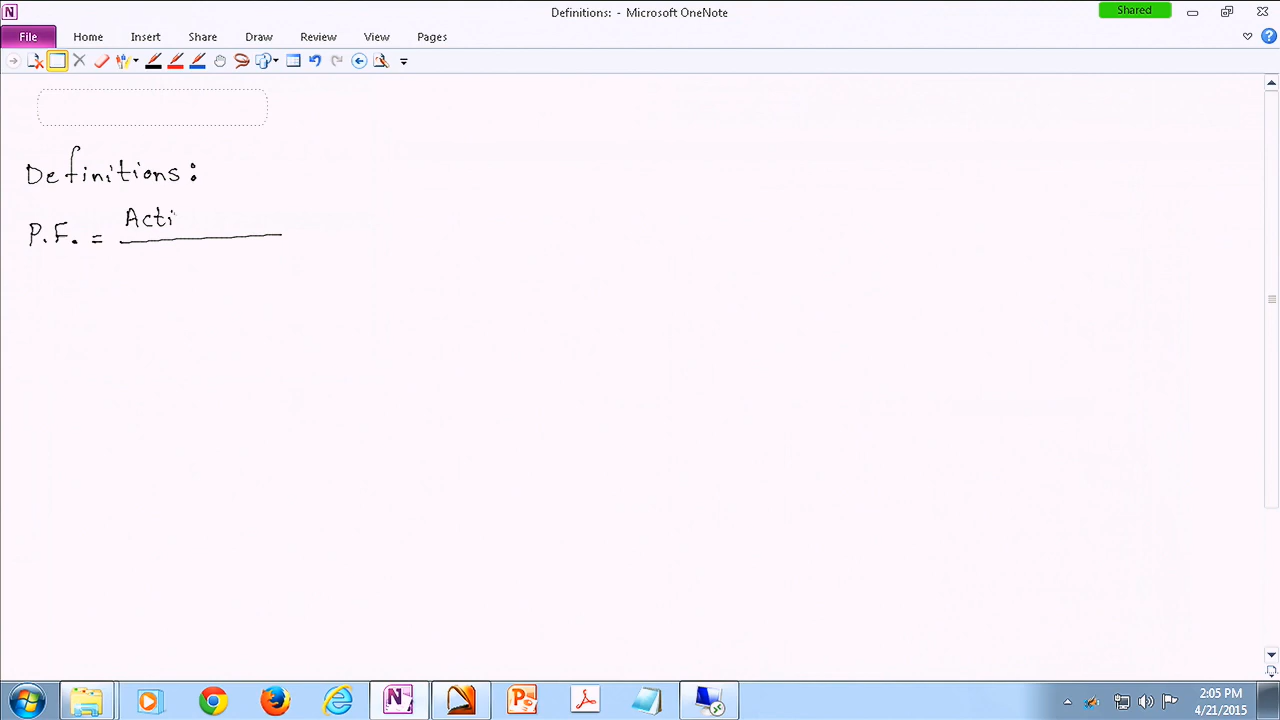 Definitions: - Microsoft OneNote
Shared
File Home Insert Share Draw Review View Pages
Definitions:
Acti
P.F. =
2:05 PM
4/21/2015